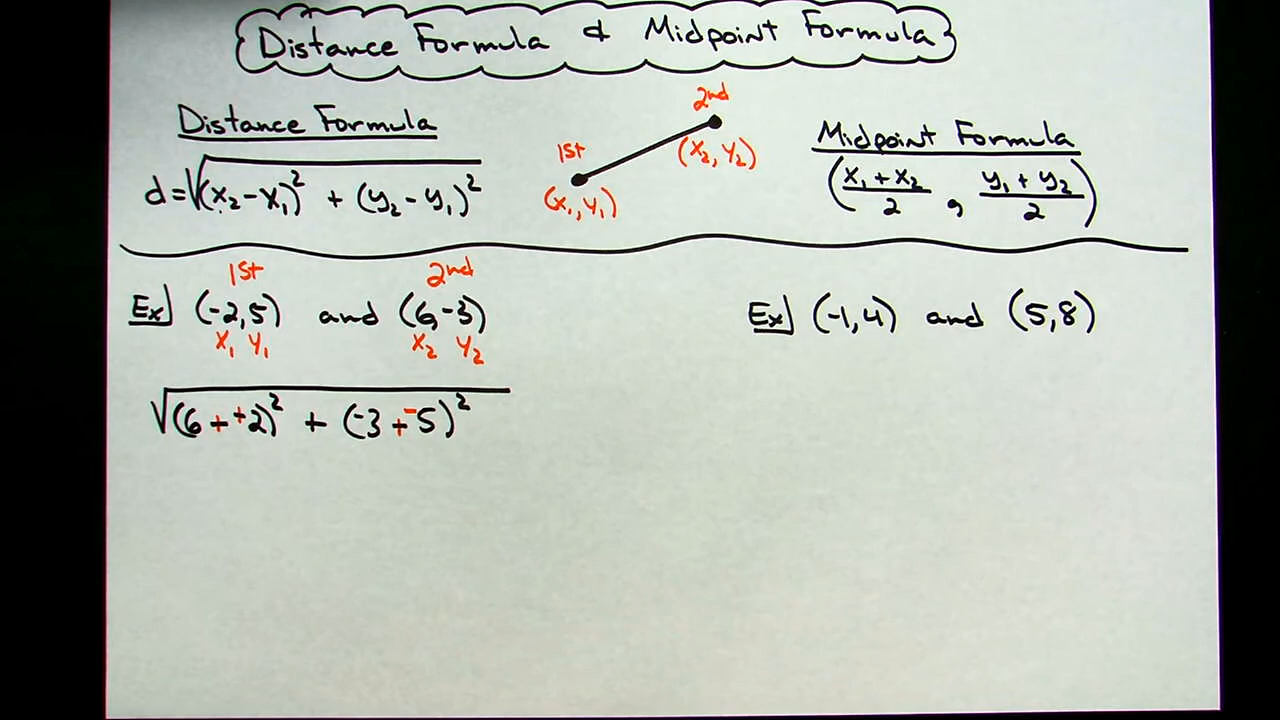 Distance Formula & Midpoint Formula
Distance Formula
d=√(x₂-x₁)² + (y₂-y₁)²
1st
(x₁,y₁)
2nd
(x₂,y₂)
Midpoint Formula
(x₁+x₂/2, y₁+y₂/2)
1st 2nd
Ex] (-2,5) and (6,-3)
x₁ y₁ x₂ y₂
√(6++2)² + (-3+-5)²
Ex] (-1,4) and (5,8)